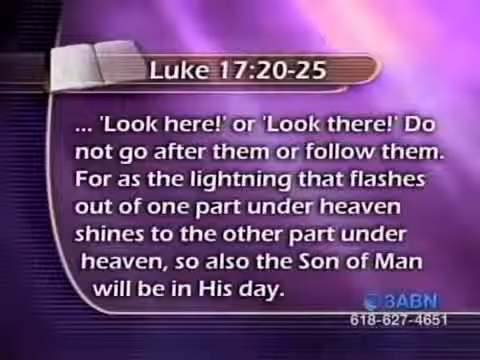 Luke 17:20-25
... 'Look here!' or 'Look there!' Do
not go after them or follow them.
For as the lightning that flashes
out of one part under heaven
shines to the other part under
heaven, so also the Son of Man
will be in His day.
3ABN
618-627-4651